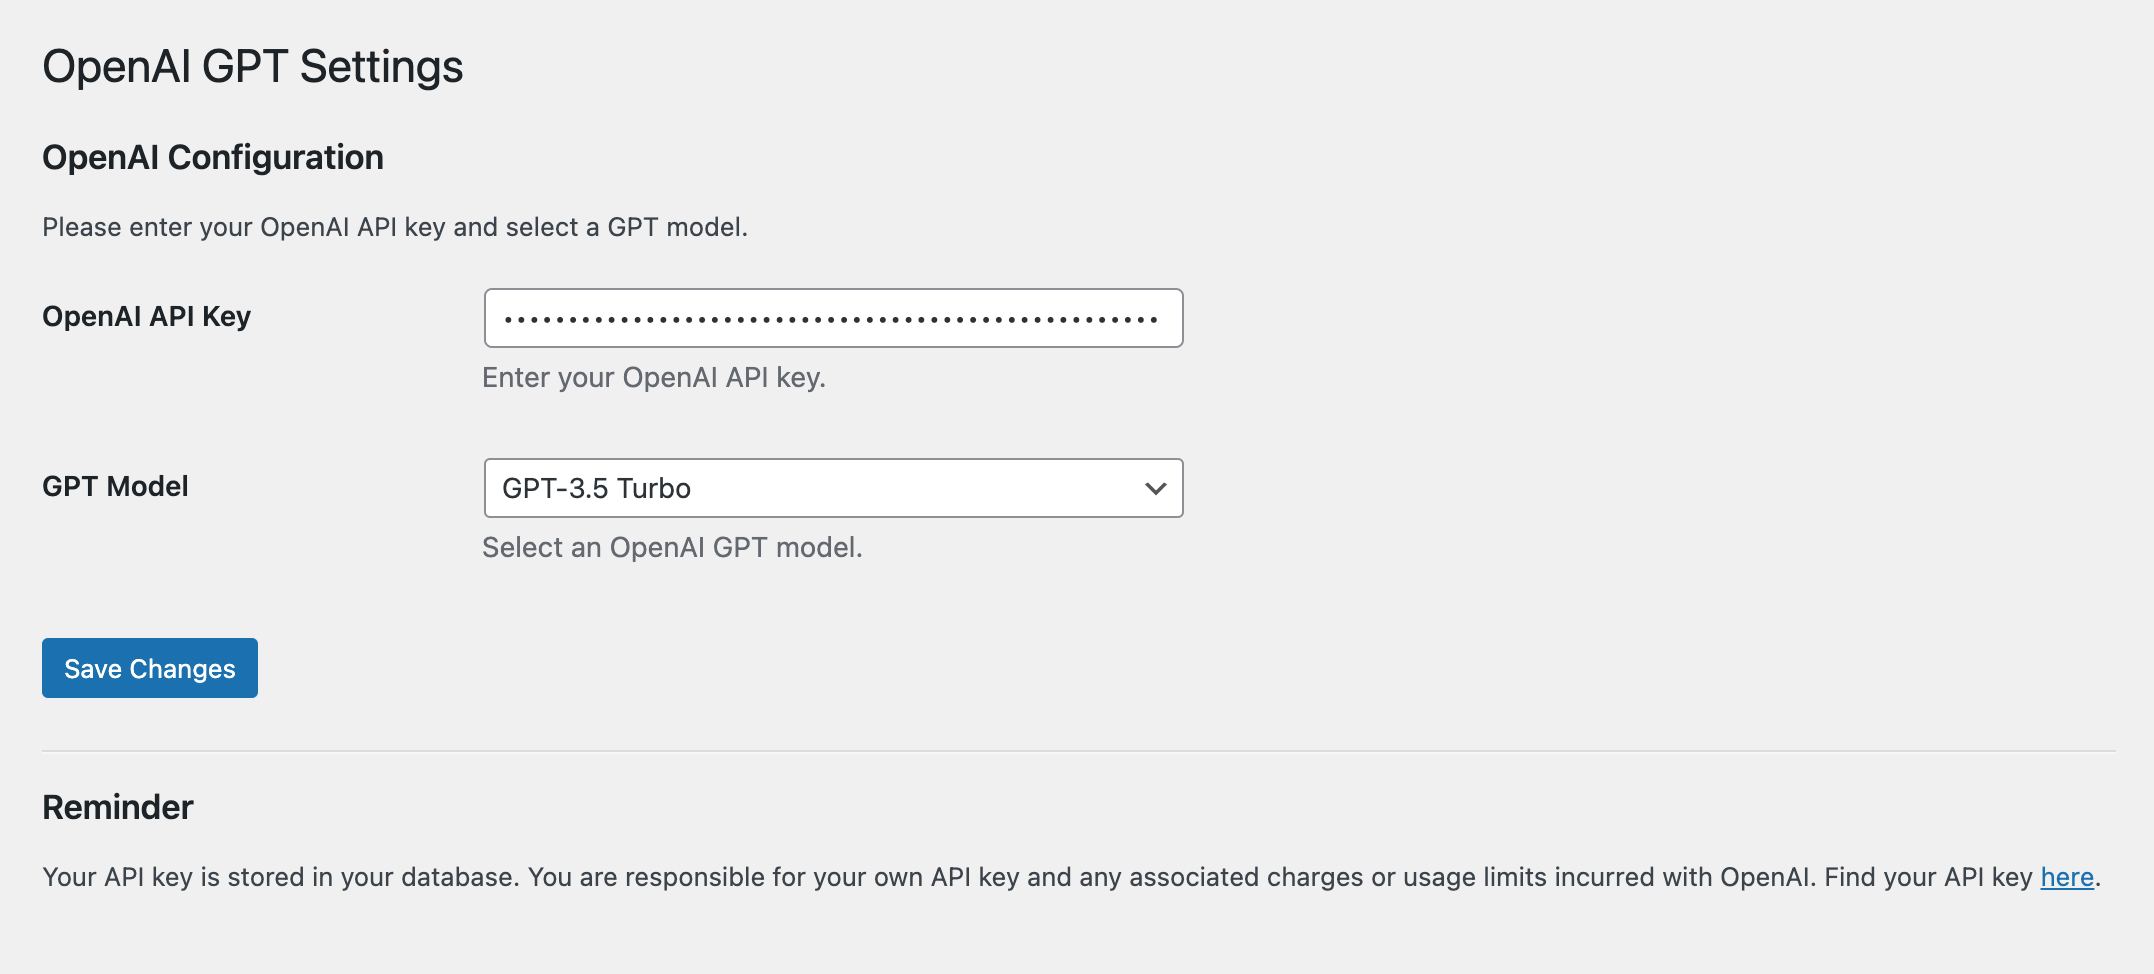 OpenAI GPT Settings
OpenAI Configuration
Please enter your OpenAI API key and select a GPT model.
OpenAI API Key
Enter your OpenAI API key.
GPT Model
GPT-3.5 Turbo
Select an OpenAI GPT model.
Save Changes
Reminder
Your API key is stored in your database. You are responsible for your own API key and any associated charges or usage limits incurred with OpenAI. Find your API key here.